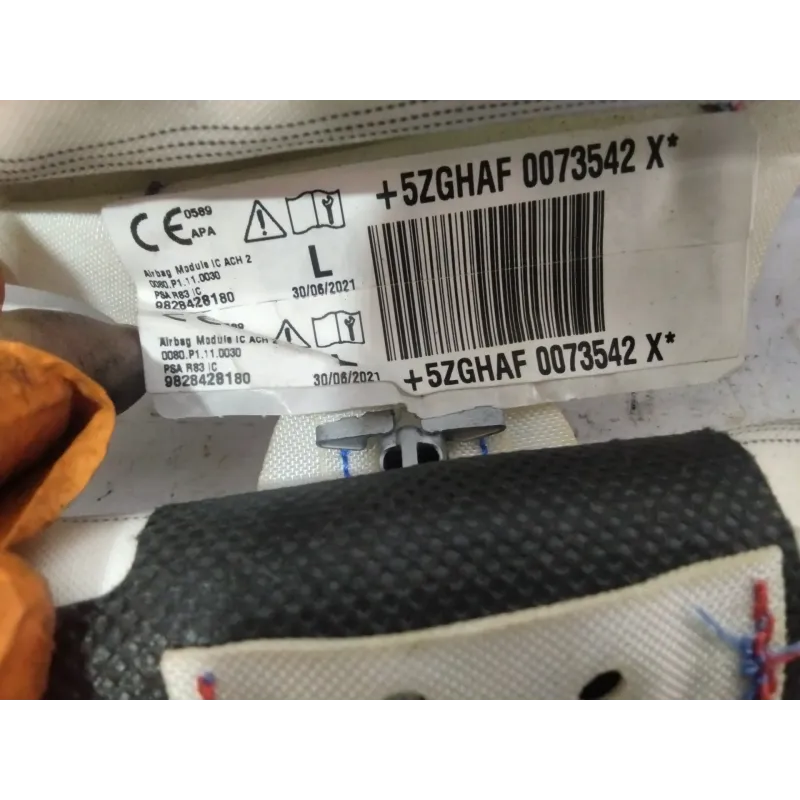 +5ZGHAF 0073542 X*
CE 0589
APA
Airbag Module IC ACH 2
0080.P1.11.0030
PSA R83 IC
9828428180
L
30/06/2021
Airbag Module IC ACH 2
0080.P1.11.0030
PSA R83 IC
9828428180
30/06/2021
+5ZGHAF 0073542 X*